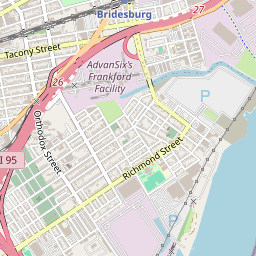 Bridesburg
27
Tacony Street
26
AdvanSix's
Frankford
Facility
P
Orthodox Street
I 95
Richmond Street
P